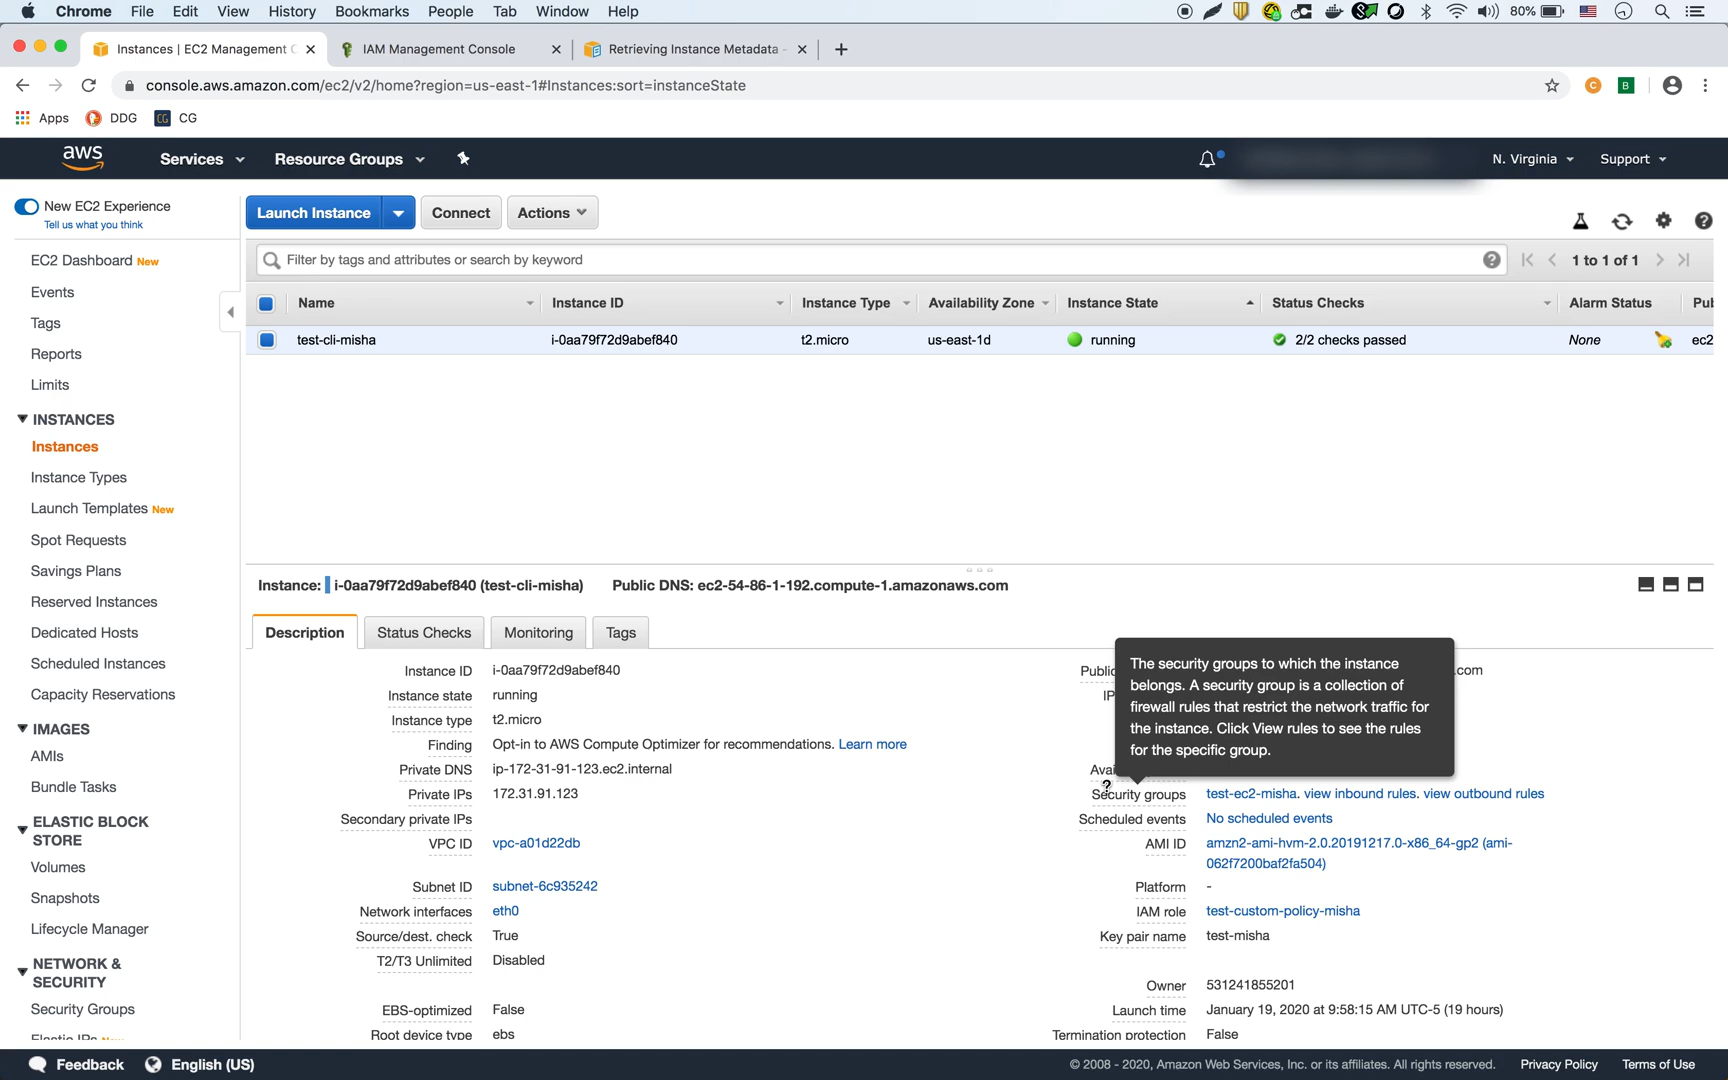 Chrome File Edit View History Bookmarks People Tab Window Help 80%
Instances | EC2 Management C IAM Management Console Retrieving Instance Metadata -
console.aws.amazon.com/ec2/v2/home?region=us-east-1#Instances:sort=instanceState
Apps DDG CG CG
aws Services Resource Groups N. Virginia Support
New EC2 Experience
Tell us what you think
Launch Instance Connect Actions
Filter by tags and attributes or search by keyword 1 to 1 of 1
EC2 Dashboard New
Events
Tags
Reports
Limits
INSTANCES
Instances
Instance Types
Launch Templates New
Spot Requests
Savings Plans
Reserved Instances
Dedicated Hosts
Scheduled Instances
Capacity Reservations
IMAGES
AMIs
Bundle Tasks
ELASTIC BLOCK
STORE
Volumes
Snapshots
Lifecycle Manager
NETWORK &
SECURITY
Security Groups
Elastic IPs New
Name Instance ID Instance Type Availability Zone Instance State Status Checks Alarm Status Pub
test-cli-misha i-0aa79f72d9abef840 t2.micro us-east-1d running 2/2 checks passed None ec2
Instance: i-0aa79f72d9abef840 (test-cli-misha) Public DNS: ec2-54-86-1-192.compute-1.amazonaws.com
Description Status Checks Monitoring Tags
Instance ID i-0aa79f72d9abef840
Instance state running
Instance type t2.micro
Finding Opt-in to AWS Compute Optimizer for recommendations. Learn more
Private DNS ip-172-31-91-123.ec2.internal
Private IPs 172.31.91.123
Secondary private IPs
VPC ID vpc-a01d22db
Subnet ID subnet-6c935242
Network interfaces eth0
Source/dest. check True
T2/T3 Unlimited Disabled
EBS-optimized False
Root device type ebs
Public .com
IP
The security groups to which the instance
belongs. A security group is a collection of
firewall rules that restrict the network traffic for
the instance. Click View rules to see the rules
for the specific group.
Avai
Security groups test-ec2-misha. view inbound rules. view outbound rules
Scheduled events No scheduled events
AMI ID amzn2-ami-hvm-2.0.20191217.0-x86_64-gp2 (ami-
062f7200baf2fa504)
Platform -
IAM role test-custom-policy-misha
Key pair name test-misha
Owner 531241855201
Launch time January 19, 2020 at 9:58:15 AM UTC-5 (19 hours)
Termination protection False
Feedback English (US) © 2008 - 2020, Amazon Web Services, Inc. or its affiliates. All rights reserved. Privacy Policy Terms of Use